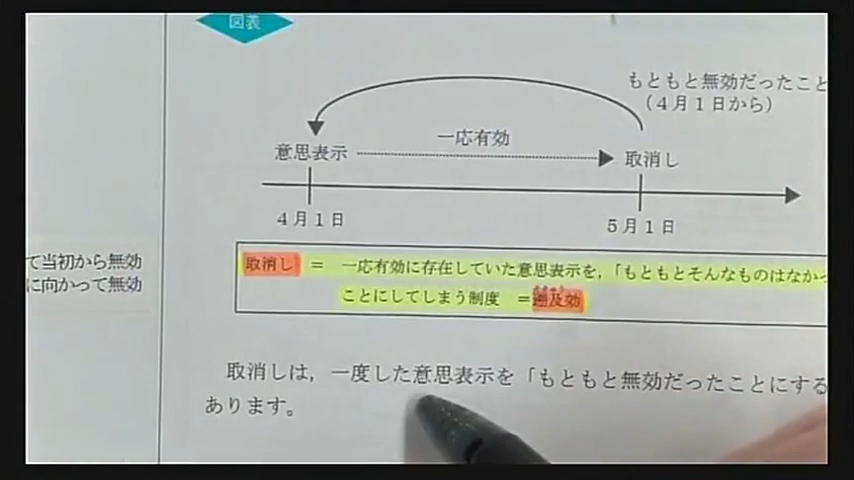 図表
もともと無効だったこと
（４月１日から）
一応有効
意思表示
取消し
４月１日
５月１日
て当初から無効
に向かって無効
取消し ＝ 一応有効に存在していた意思表示を，「もともとそんなものはなかっ
ことにしてしまう制度 ＝遡及効
取消しは，一度した意思表示を「もともと無効だったことにする
あります。